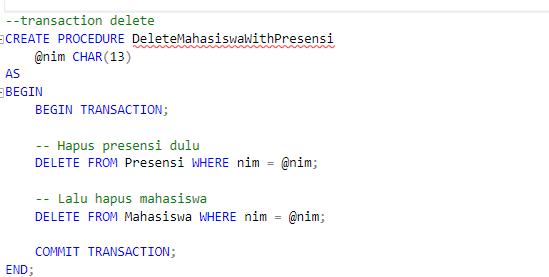 --transaction delete
CREATE PROCEDURE DeleteMahasiswaWithPresensi
    @nim CHAR(13)
AS
BEGIN
    BEGIN TRANSACTION;

    -- Hapus presensi dulu
    DELETE FROM Presensi WHERE nim = @nim;

    -- Lalu hapus mahasiswa
    DELETE FROM Mahasiswa WHERE nim = @nim;

    COMMIT TRANSACTION;
END;